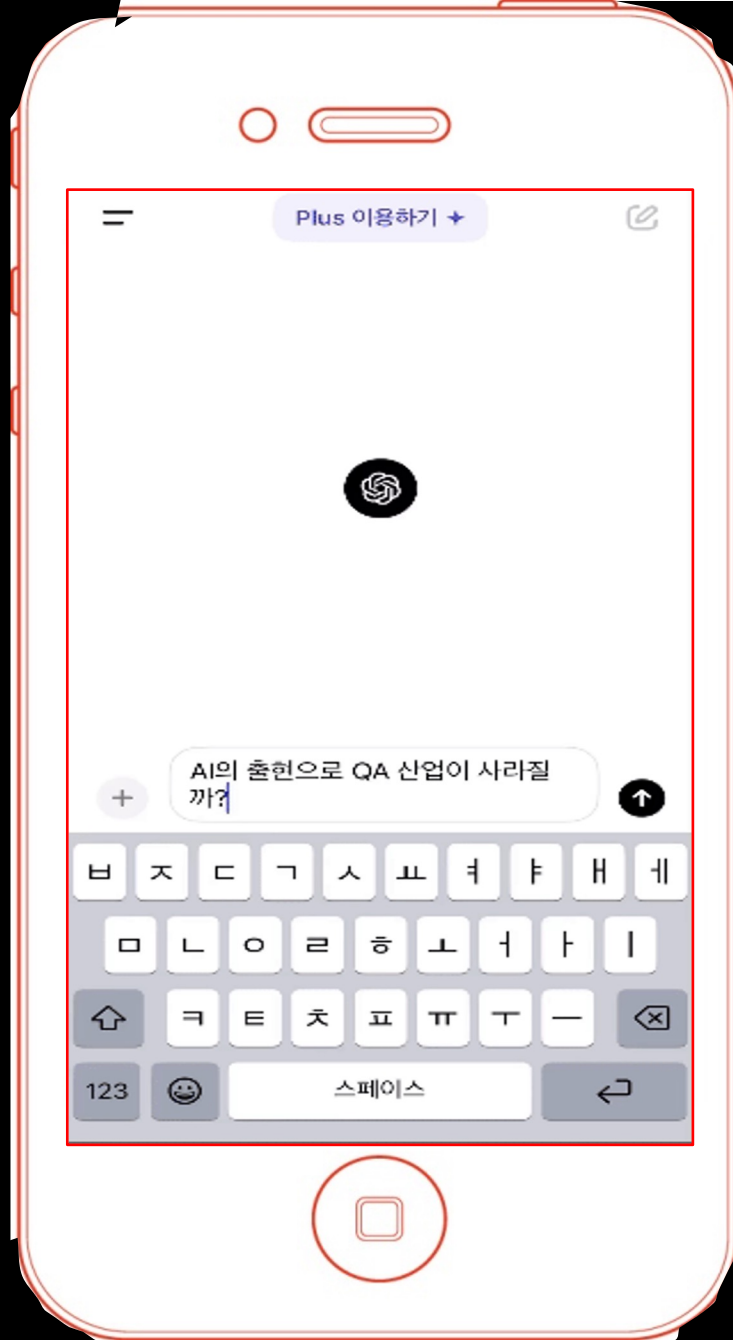 Plus 이용하기
AI의 출현으로 QA 산업이 사라질
까?
ㅂ ㅈ ㄷ ㄱ ㅅ ㅛ ㅕ ㅑ ㅐ ㅔ
ㅁ ㄴ ㅇ ㄹ ㅎ ㅗ ㅓ ㅏ ㅣ
ㅋ ㅌ ㅊ ㅍ ㅠ ㅜ ㅡ
123 스페이스